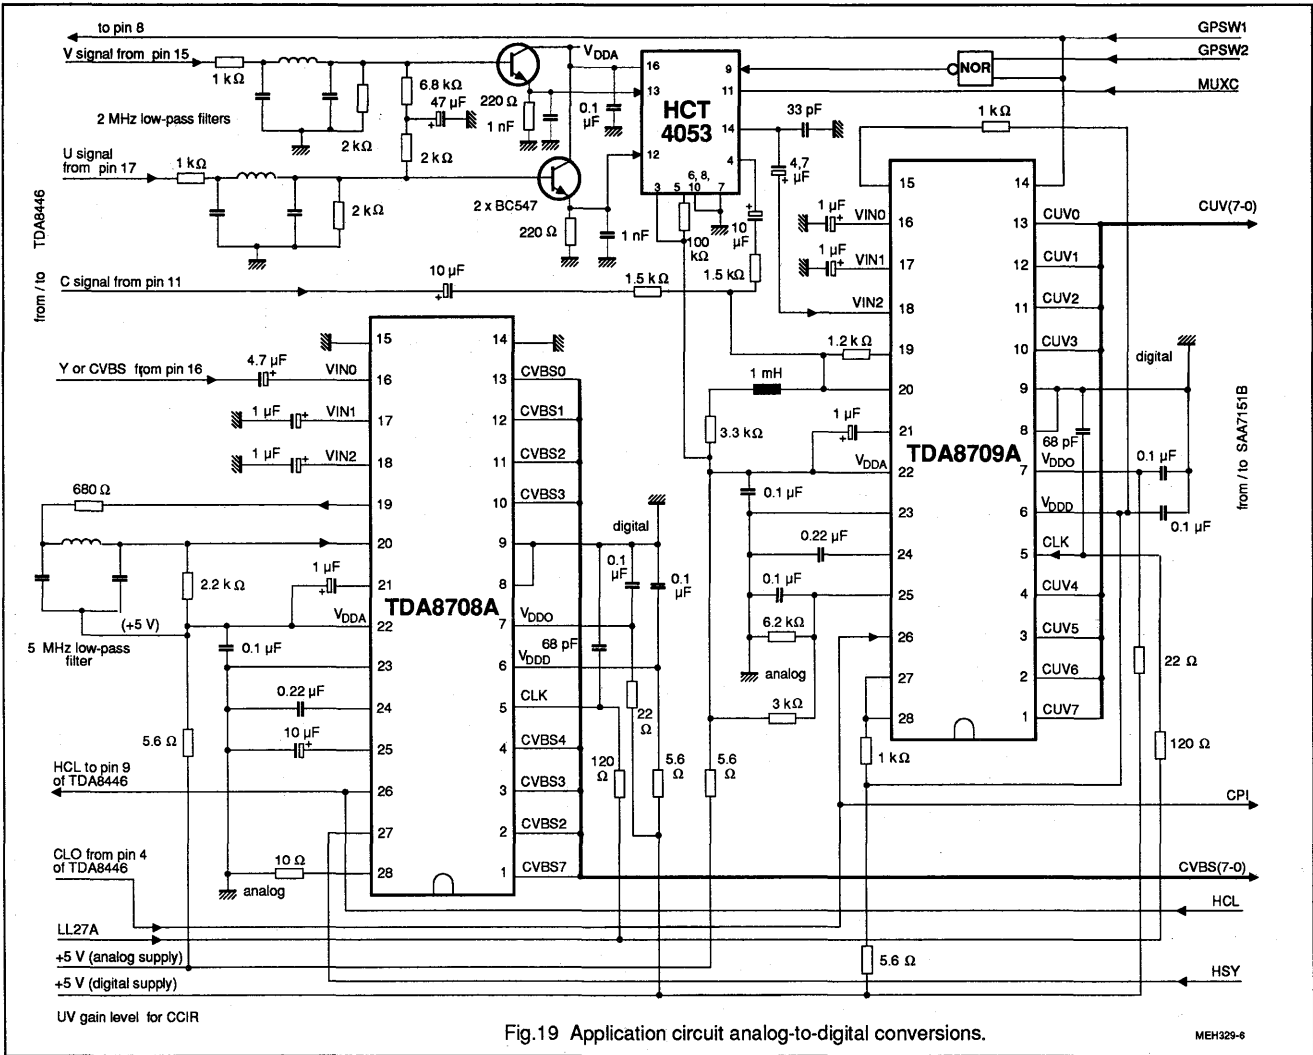 to pin 8
GPSW1
V signal from pin 15
VDDA
GPSW2
1 kΩ
6.8 kΩ
47 µF
+
220 Ω
1 nF
0.1 µF
16
13
HCT 4053
9
11
NOR
MUXC
2 MHz low-pass filters
2 kΩ
2 kΩ
14
33 pF
1 kΩ
U signal from pin 17
1 kΩ
12
4
4,7 µF
+
2 kΩ
2 x BC547
220 Ω
1 nF
3
5
6, 8, 10
7
100 kΩ
+
10 µF
1.5 kΩ
from / to TDA8446
C signal from pin 11
10 µF
+
1.5 kΩ
15
14
1 µF
+
VIN0
16
13
CUV0
CUV(7-0)
1 µF
+
VIN1
17
12
CUV1
VIN2
18
11
CUV2
1.2 kΩ
19
10
CUV3
digital
1 mH
20
9
3.3 kΩ
1 µF
+
21
8
68 pF
TDA8709A
VDDA
22
7
VDDO
0.1 µF
0.1 µF
23
6
VDDD
0.1 µF
0.22 µF
24
5
CLK
0.1 µF
25
4
CUV4
6.2 kΩ
26
3
CUV5
analog
27
2
CUV6
3 kΩ
28
1
CUV7
22 Ω
120 Ω
1 kΩ
from / to SAA7151B
15
14
Y or CVBS from pin 16
4.7 µF
+
VIN0
16
13
CVBS0
1 µF
+
VIN1
17
12
CVBS1
1 µF
+
VIN2
18
11
CVBS2
680 Ω
19
10
CVBS3
digital
20
9
2.2 kΩ
1 µF
+
21
8
0.1 µF
0.1 µF
TDA8708A
(+5 V)
VDDA
22
7
VDDO
5 MHz low-pass filter
0.1 µF
23
6
VDDD
68 pF
0.22 µF
24
5
CLK
22 Ω
5.6 Ω
10 µF
+
25
4
CVBS4
120 Ω
5.6 Ω
5.6 Ω
HCL to pin 9 of TDA8446
26
3
CVBS3
CPI
27
2
CVBS2
CLO from pin 4 of TDA8446
10 Ω
28
1
CVBS7
CVBS(7-0)
analog
HCL
LL27A
+5 V (analog supply)
5.6 Ω
HSY
+5 V (digital supply)
UV gain level for CCIR
Fig.19 Application circuit analog-to-digital conversions.
MEH329-6